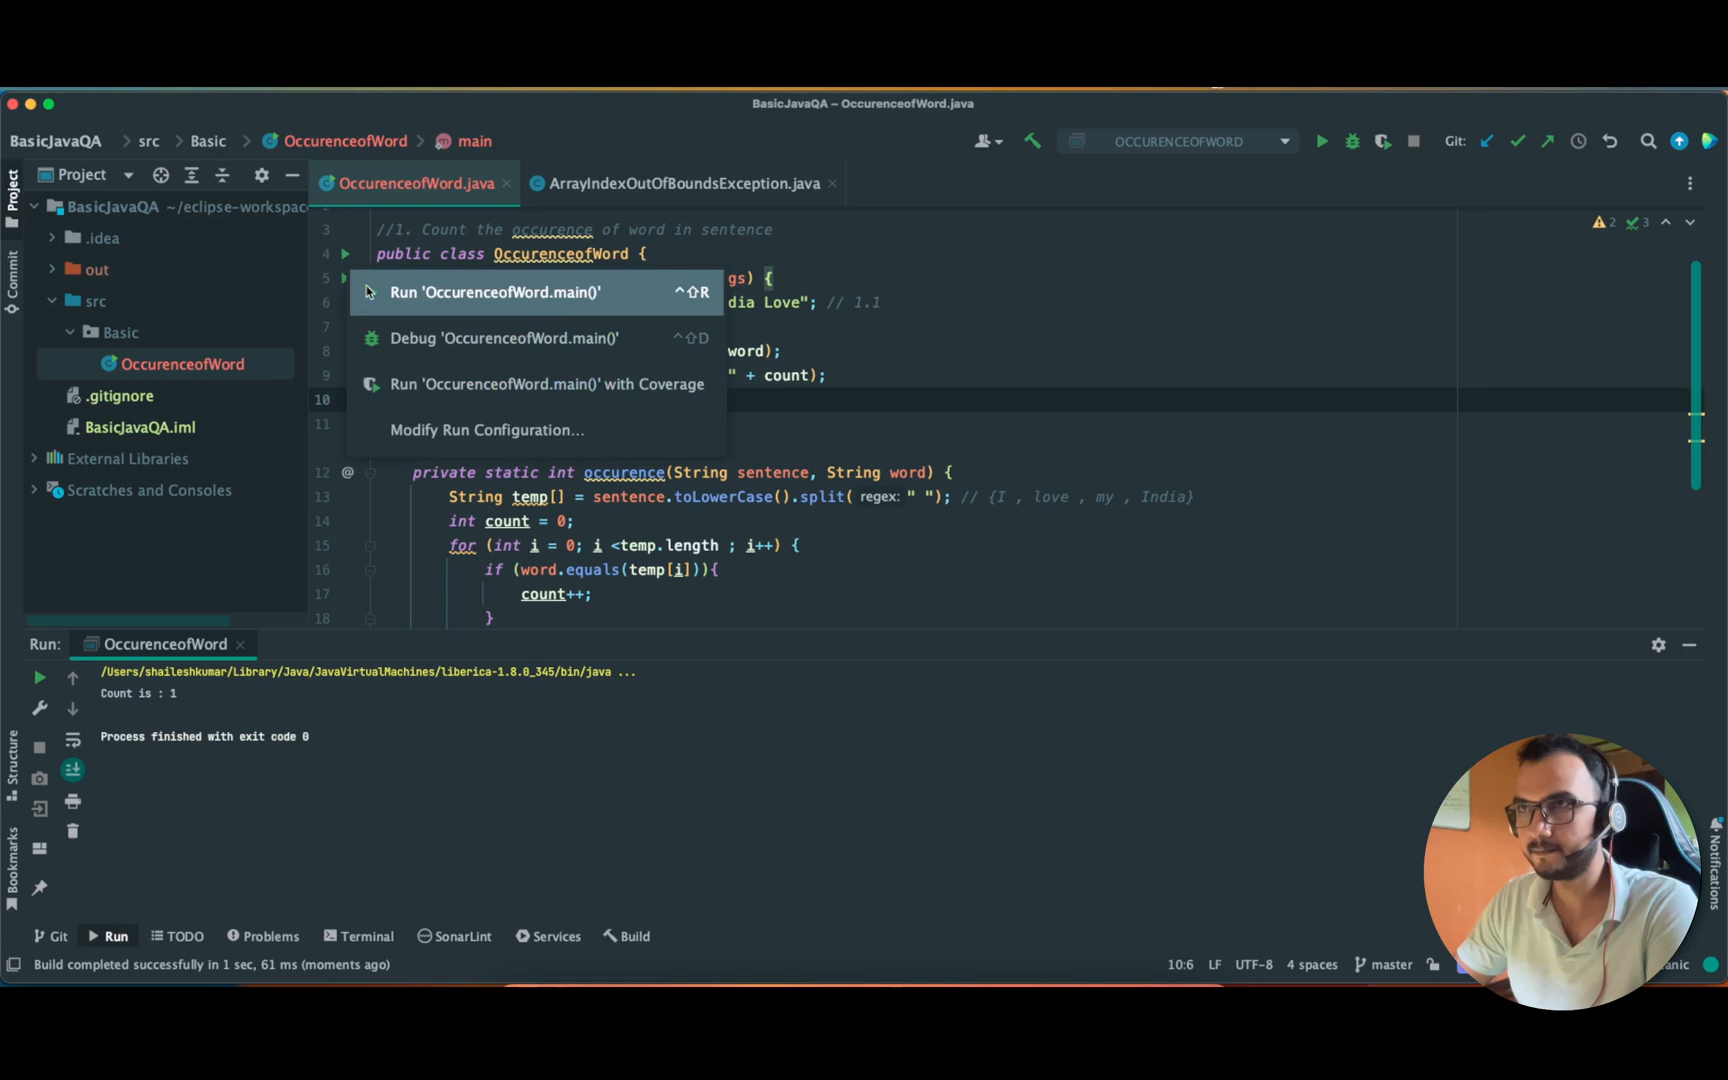 BasicJavaQA – OccurenceofWord.java
BasicJavaQA src Basic OccurenceofWord main
OCCURENCEOFWORD
Git:
Project
OccurenceofWord.java
ArrayIndexOutOfBoundsException.java
Project
Commit
Structure
Bookmarks
Notifications
BasicJavaQA ~/eclipse-workspac
.idea
out
src
Basic
OccurenceofWord
.gitignore
BasicJavaQA.iml
External Libraries
Scratches and Consoles
2 3
3 //1. Count the occurence of word in sentence
4 public class OccurenceofWord {
5 gs) {
6 dia Love"; // 1.1
7
8 word);
9 " + count);
10
11
Run 'OccurenceofWord.main()' ^⇧R
Debug 'OccurenceofWord.main()' ^⇧D
Run 'OccurenceofWord.main()' with Coverage
Modify Run Configuration...
12 @ private static int occurence(String sentence, String word) {
13 String temp[] = sentence.toLowerCase().split( regex: " "); // {I , love , my , India}
14 int count = 0;
15 for (int i = 0; i <temp.length ; i++) {
16 if (word.equals(temp[i])){
17 count++;
18 }
Run: OccurenceofWord
/Users/shaileshkumar/Library/Java/JavaVirtualMachines/liberica-1.8.0_345/bin/java ...
Count is : 1
Process finished with exit code 0
Git Run TODO Problems Terminal SonarLint Services Build
Build completed successfully in 1 sec, 61 ms (moments ago)
10:6 LF UTF-8 4 spaces master